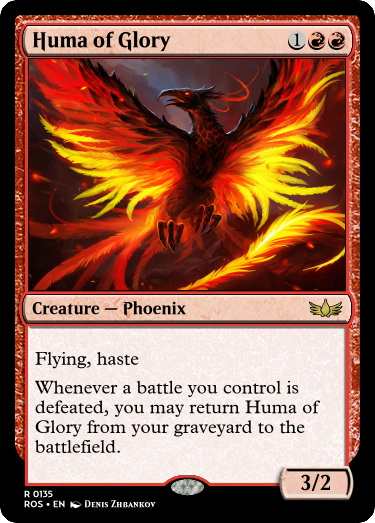 Huma of Glory 1
Creature — Phoenix
Flying, haste
Whenever a battle you control is
defeated, you may return Huma of
Glory from your graveyard to the
battlefield.
3/2
R 0135
ROS • EN Denis Zhbankov